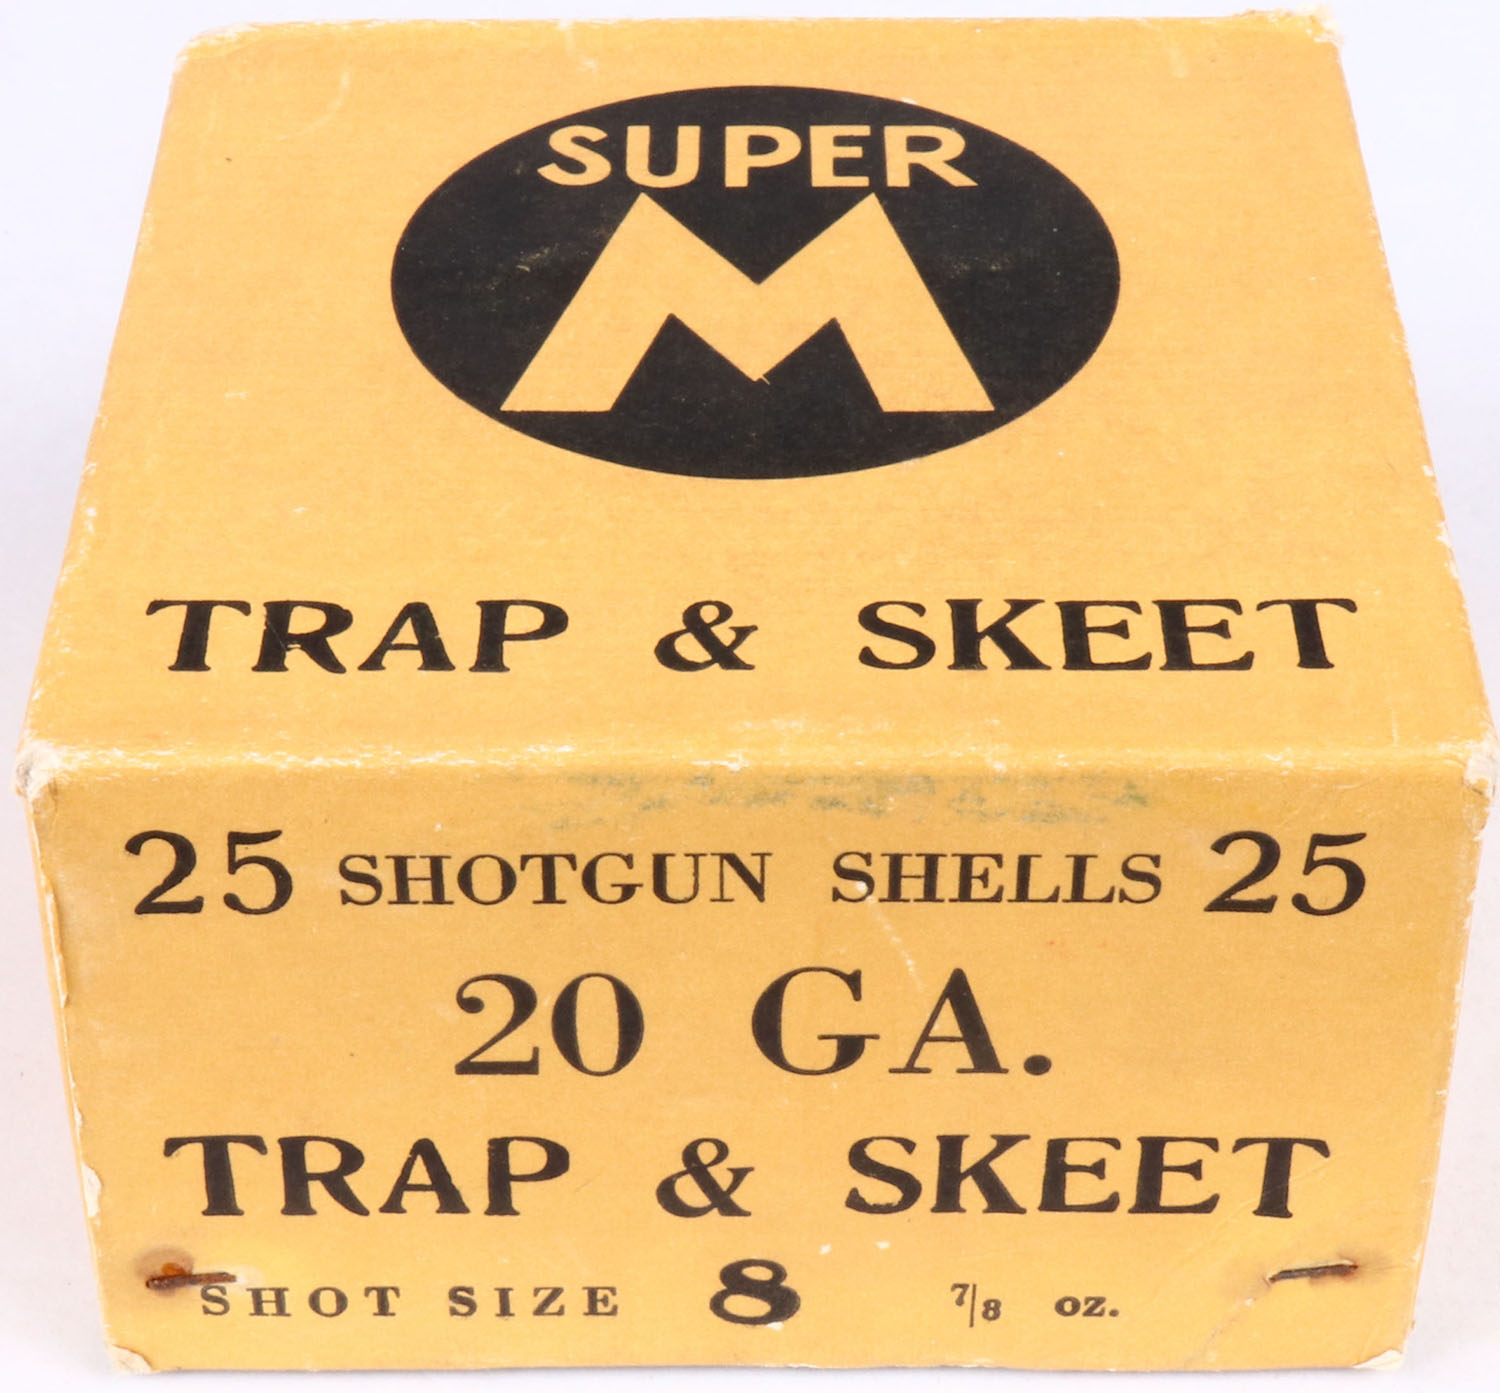 SUPER
M
TRAP & SKEET
25 SHOTGUN SHELLS 25
20 GA.
TRAP & SKEET
SHOT SIZE 8 7/8 oz.